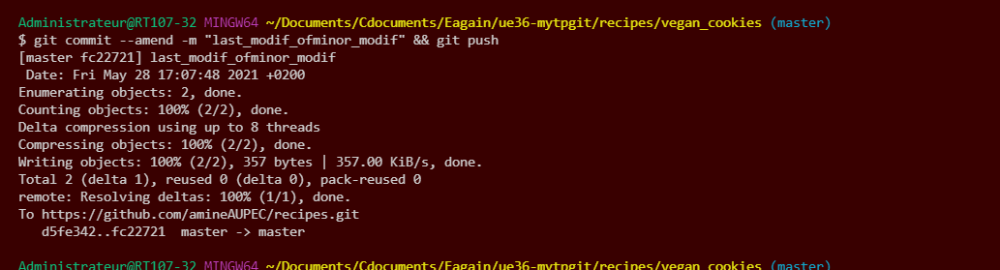 Administrateur@RT107-32 MINGW64 ~/Documents/Cdocuments/Eagain/ue36-mytpgit/recipes/vegan_cookies (master)
$ git commit --amend -m "last_modif_ofminor_modif" && git push
[master fc22721] last_modif_ofminor_modif
 Date: Fri May 28 17:07:48 2021 +0200
Enumerating objects: 2, done.
Counting objects: 100% (2/2), done.
Delta compression using up to 8 threads
Compressing objects: 100% (2/2), done.
Writing objects: 100% (2/2), 357 bytes | 357.00 KiB/s, done.
Total 2 (delta 1), reused 0 (delta 0), pack-reused 0
remote: Resolving deltas: 100% (1/1), done.
To https://github.com/amineAUPEC/recipes.git
   d5fe342..fc22721  master -> master
Administrateur@RT107-32 MINGW64 ~/Documents/Cdocuments/Eagain/ue36-mytpgit/recipes/vegan_cookies (master)